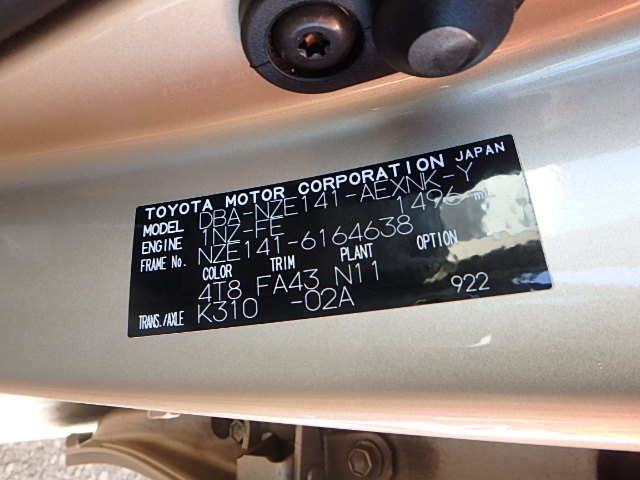 TOYOTA MOTOR CORPORATION JAPAN
MODEL DBA-NZE141-AEXNK-Y
ENGINE 1NZ-FE 1496 mℓ
FRAME No. NZE141-6164638
COLOR TRIM PLANT OPTION
4T8 FA43 N11
TRANS./AXLE K310 -02A 922